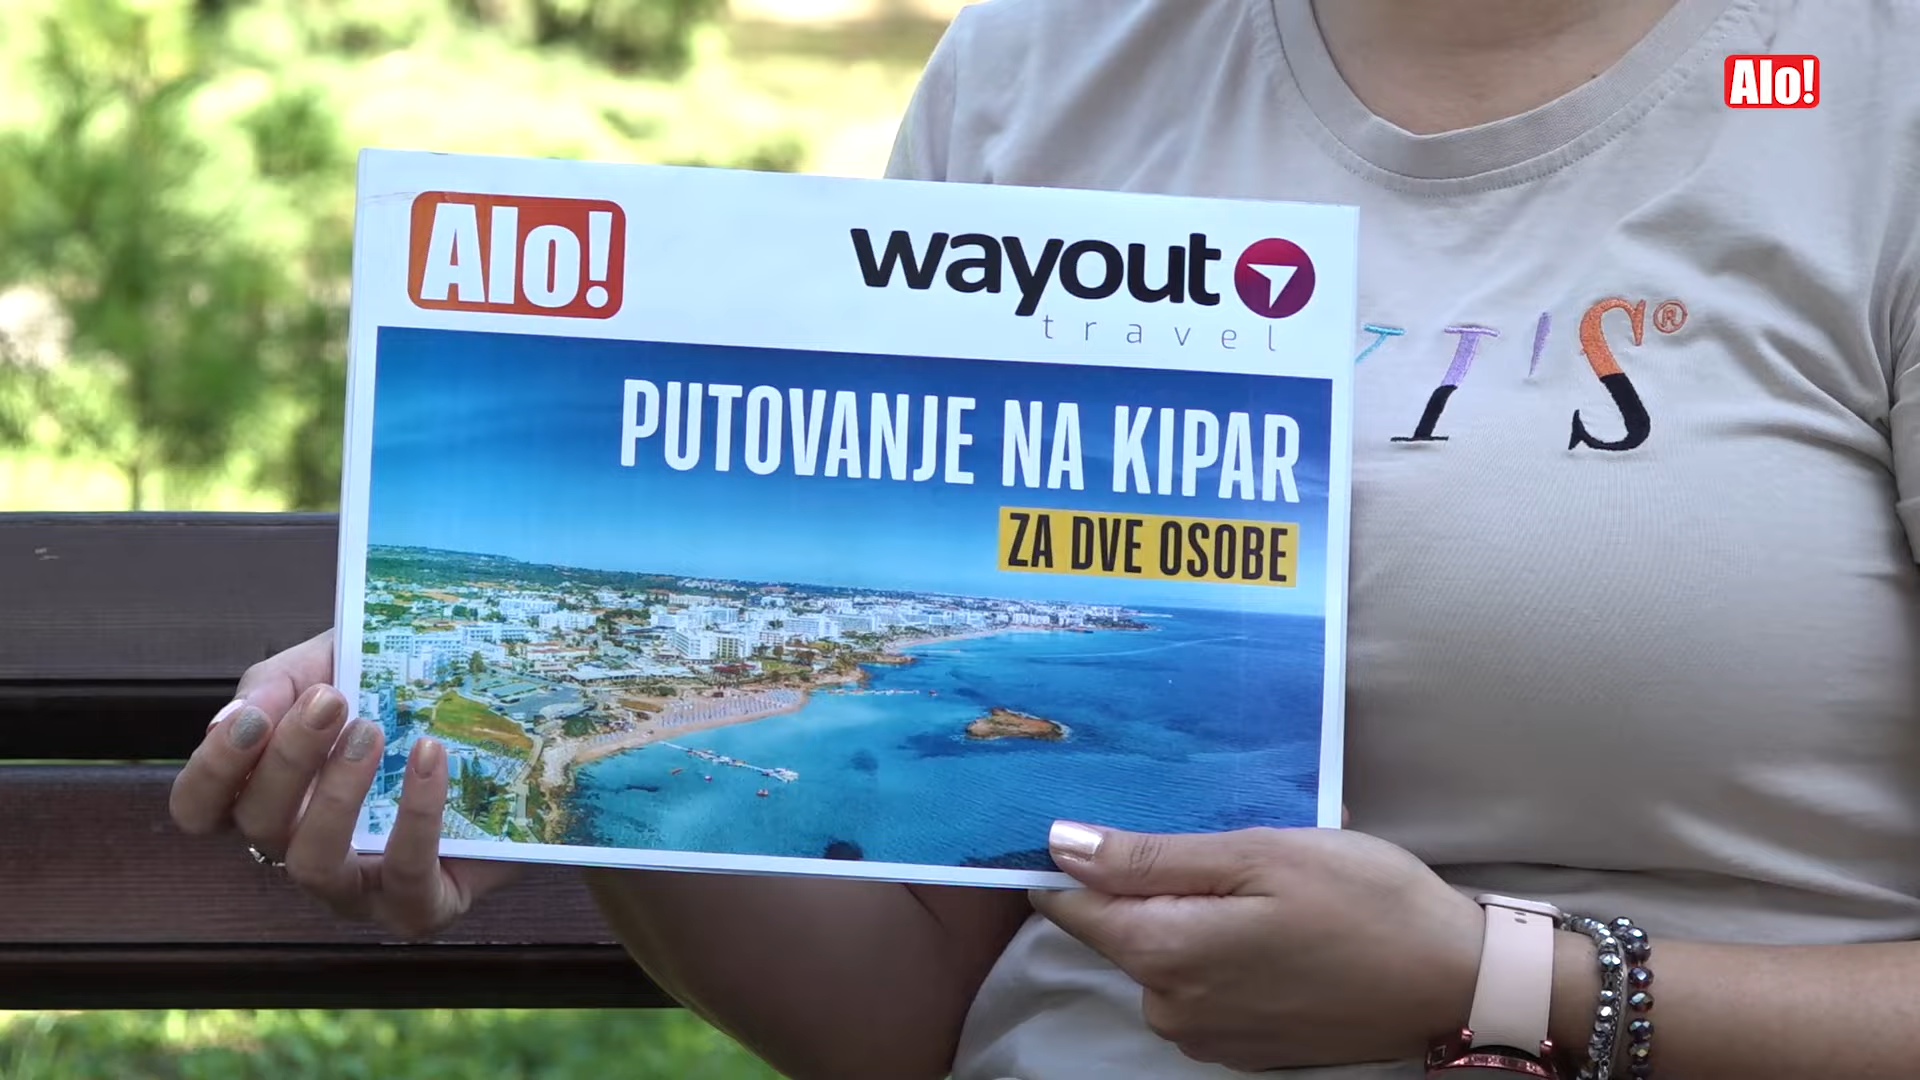 Alo!
Alo!
wayout
travel
PUTOVANJE NA KIPAR
ZA DVE OSOBE
I'S®